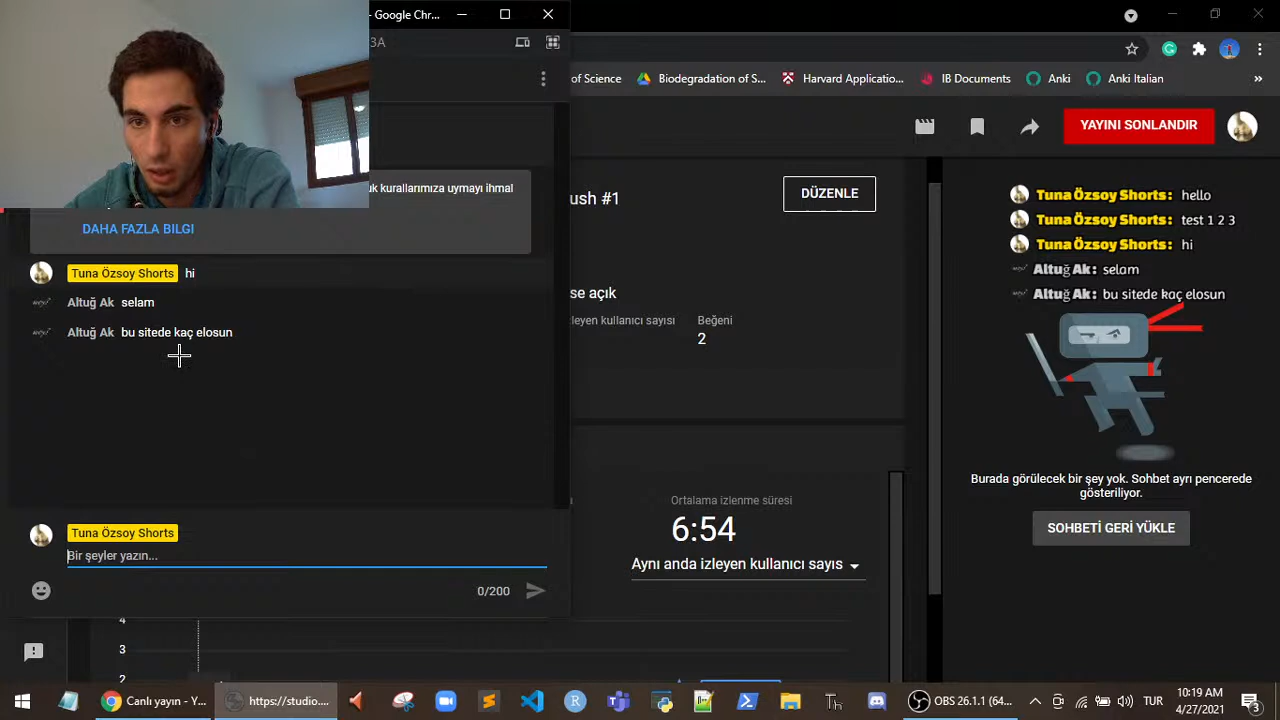 - Google Chr...
3A
of Science
Biodegradation of S...
Harvard Applicatio...
IB Documents
Anki
Anki Italian
»
YAYINI SONLANDIR
uk kurallarımıza uymayı ihmal
DAHA FAZLA BILGI
Tuna Özsoy Shorts hi
Altuğ Ak selam
Altuğ Ak bu sitede kaç elosun
Tuna Özsoy Shorts
Bir şeyler yazın...
0/200
ush #1
DÜZENLE
se açık
leyen kullanıcı sayısı
Beğeni
2
Ortalama izlenme süresi
6:54
Aynı anda izleyen kullanıcı sayısı
4
3
2
Tuna Özsoy Shorts: hello
Tuna Özsoy Shorts: test 1 2 3
Tuna Özsoy Shorts: hi
Altuğ Ak: selam
Altuğ Ak: bu sitede kaç elosun
Burada görülecek bir şey yok. Sohbet ayrı pencerede
gösteriliyor.
SOHBETİ GERİ YÜKLE
Canlı yayın - Y...
https://studio....
OBS 26.1.1 (64...
TUR
10:19 AM
4/27/2021
3